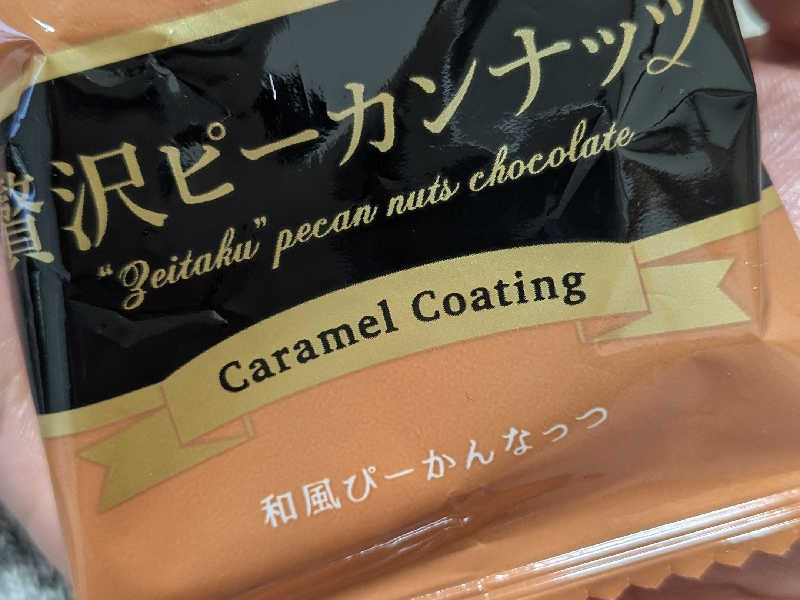 贅沢ピーカンナッツ
"Zeitaku" pecan nuts chocolate
Caramel Coating
和風ぴーかんなっつ